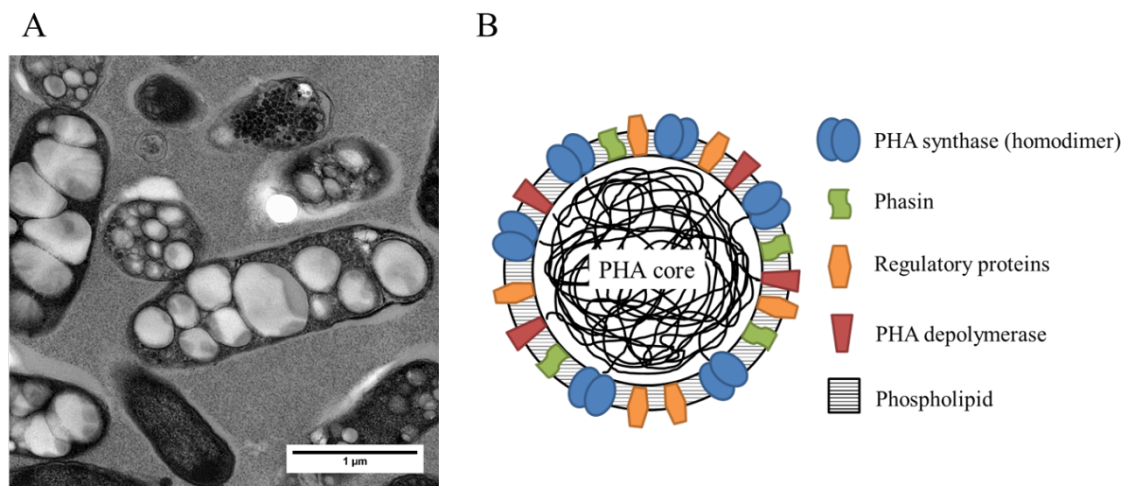 A
B
1 µm
PHA core
PHA synthase (homodimer)
Phasin
Regulatory proteins
PHA depolymerase
Phospholipid